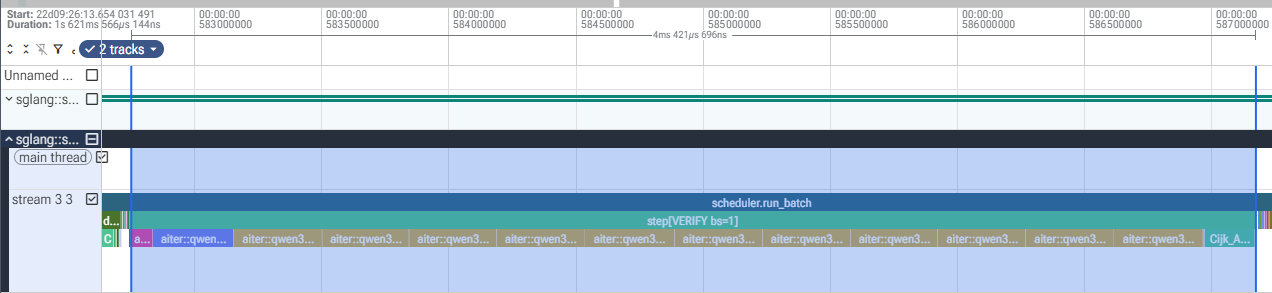 Start: 22d09:26:13.654 031 491
Duration: 1s 621ms 566µs 144ns
00:00:00 583000000
00:00:00 583500000
00:00:00 584000000
00:00:00 584500000
00:00:00 585000000
00:00:00 585500000
00:00:00 586000000
00:00:00 586500000
00:00:00 587000000
4ms 421µs 696ns
2 tracks
Unnamed ...
sglang::s...
sglang::s...
main thread
stream 3 3
scheduler.run_batch
d... step[VERIFY bs=1]
C a... aiter::qwen... aiter::qwen3... aiter::qwen3... aiter::qwen3... aiter::qwen3... aiter::qwen3... aiter::qwen3... aiter::qwen3... aiter::qwen3... aiter::qwen3... aiter::qwen3... aiter::qwen3... Cijk_A...